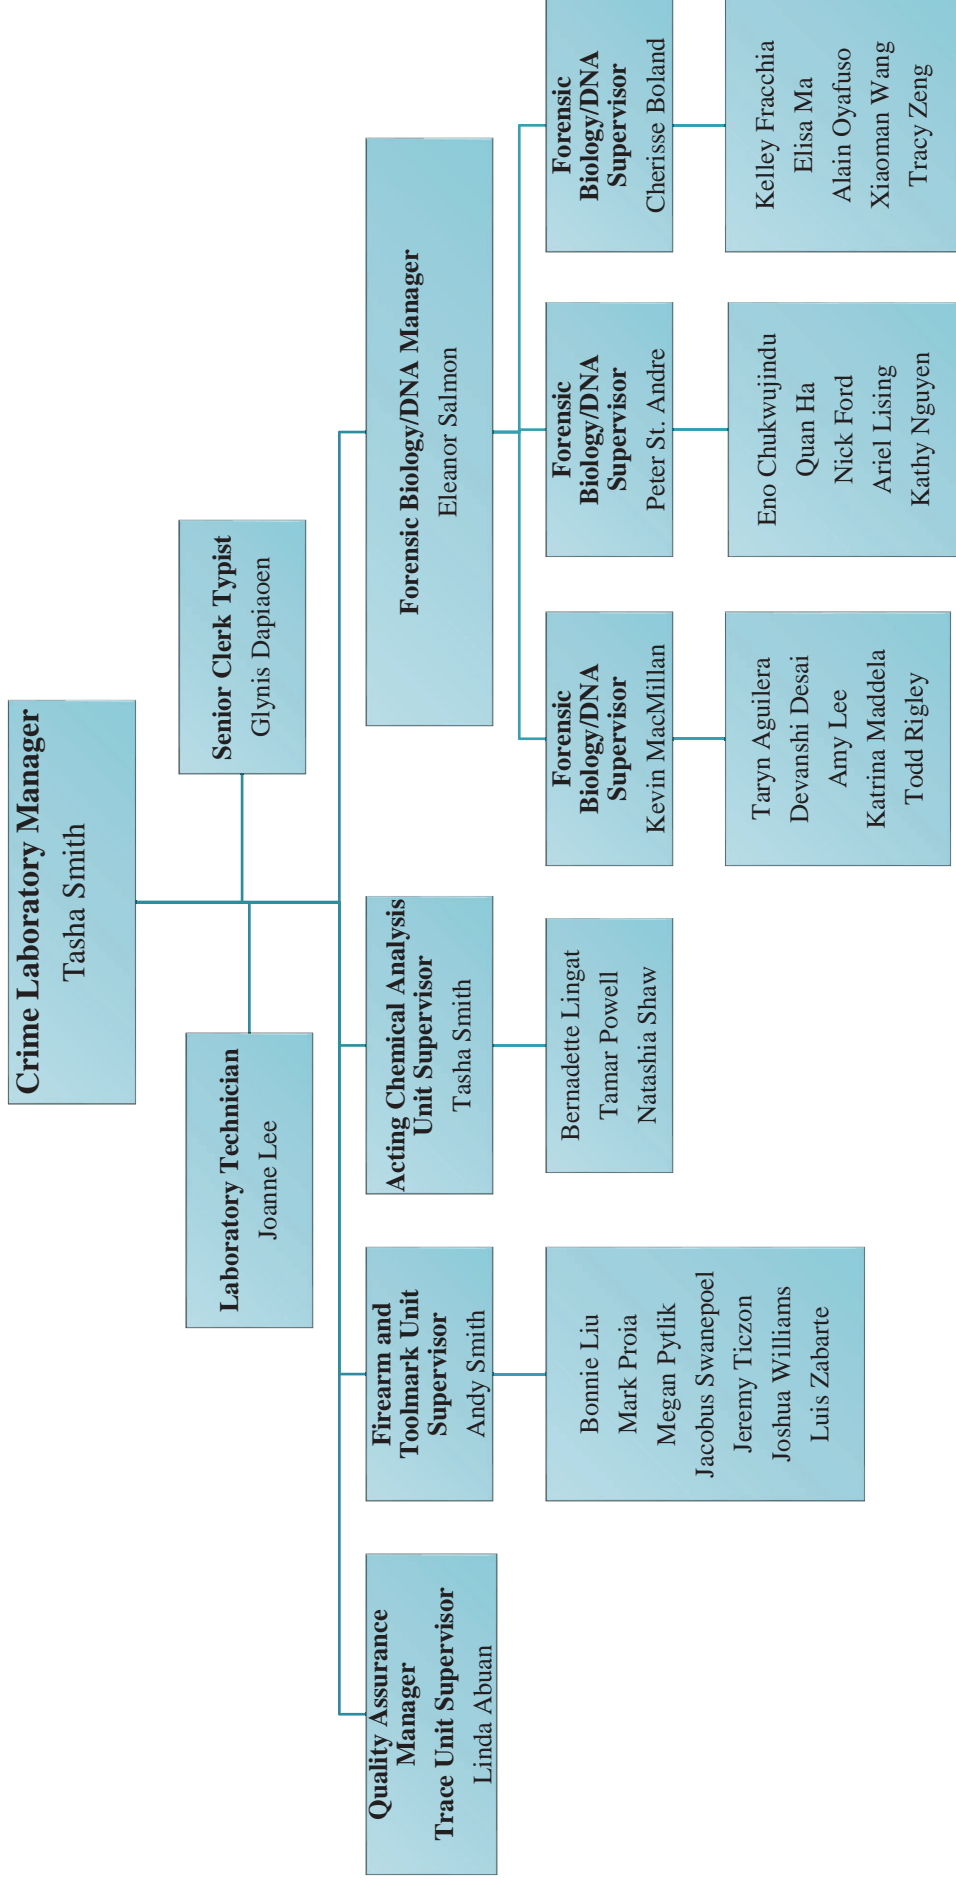 Crime Laboratory Manager
Tasha Smith
Laboratory Technician
Joanne Lee
Senior Clerk Typist
Glynis Dapiaoen
Quality Assurance
Manager
Trace Unit Supervisor
Linda Abuan
Firearm and
Toolmark Unit
Supervisor
Andy Smith
Bonnie Liu
Mark Proia
Megan Pytlik
Jacobus Swanepoel
Jeremy Ticzon
Joshua Williams
Luis Zabarte
Acting Chemical Analysis
Unit Supervisor
Tasha Smith
Bernadette Lingat
Tamar Powell
Natashia Shaw
Forensic Biology/DNA Manager
Eleanor Salmon
Forensic
Biology/DNA
Supervisor
Kevin MacMillan
Taryn Aguilera
Devanshi Desai
Amy Lee
Katrina Maddela
Todd Rigley
Forensic
Biology/DNA
Supervisor
Peter St. Andre
Eno Chukwujindu
Quan Ha
Nick Ford
Ariel Lising
Kathy Nguyen
Forensic
Biology/DNA
Supervisor
Cherisse Boland
Kelley Fracchia
Elisa Ma
Alain Oyafuso
Xiaoman Wang
Tracy Zeng